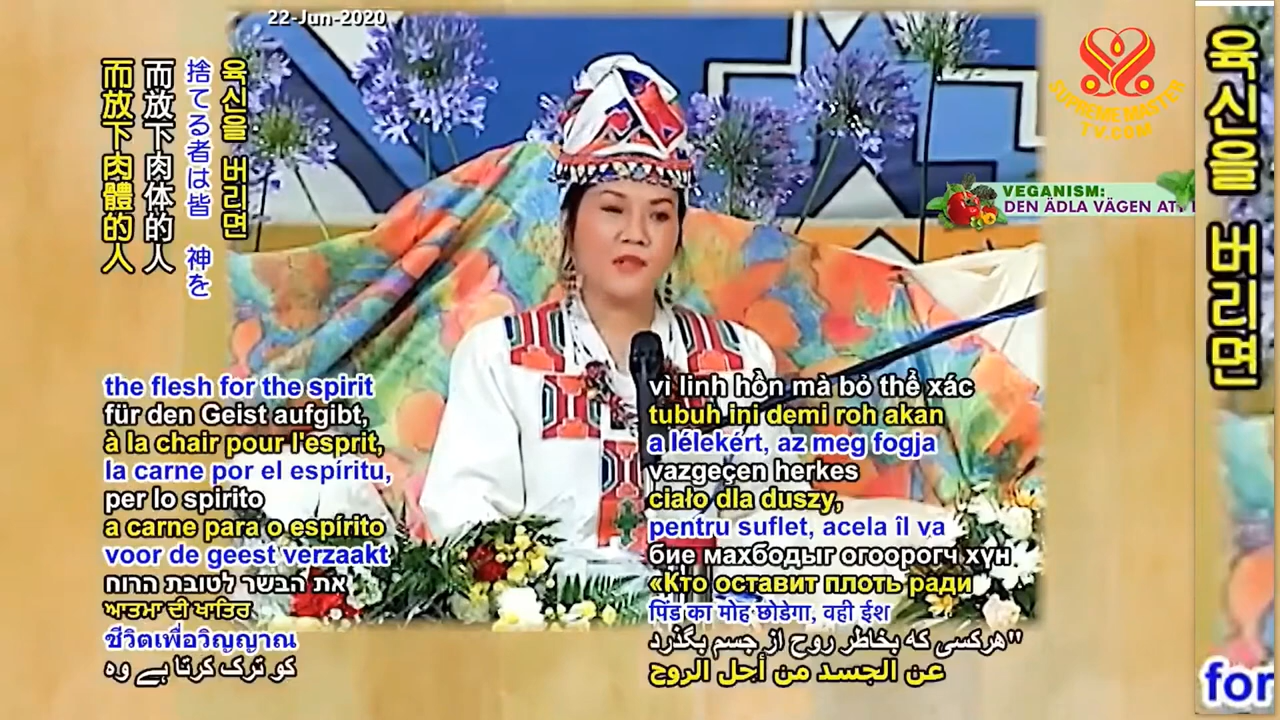 22-Jun-2020
SUPREME MASTER
TV.COM
VEGANISM:
DEN ÄDLA VÄGEN ATT
육신을 버리면
捨てる者は皆 神を
而放下肉体的人
而放下肉體的人
the flesh for the spirit
für den Geist aufgibt,
à la chair pour l'esprit,
la carne por el espíritu,
per lo spirito
a carne para o espírito
voor de geest verzaakt
את הבשר לטובת הרוח
ਆਤਮਾ ਦੀ ਖਾਤਿਰ
ชีวิตเพื่อวิญญาณ
کو ترک کرتا ہے وہ
vì linh hồn mà bỏ thể xác
tubuh ini demi roh akan
a lélekért, az meg fogja
vazgeçen herkes
ciało dla duszy,
pentru suflet, acela îl va
бие махбодыг огоорогч хүн
«Кто оставит плоть ради
पिंड का मोह छोडेगा, वही ईश
"هرکسی که بخاطر روح از جسم بگذرد
عن الجسد من أجل الروح
육신을 버리면
for